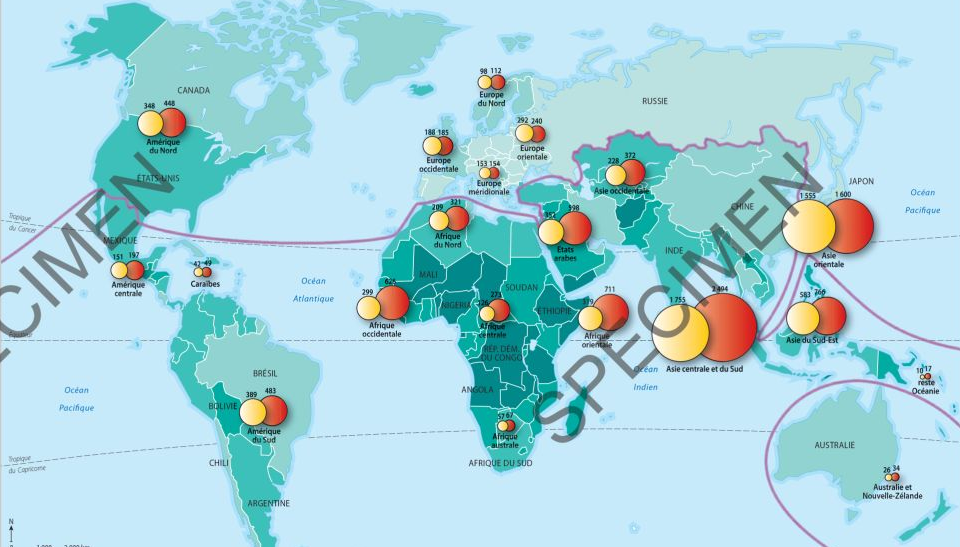 98 112
Europe
du Nord
CANADA
RUSSIE
348 448
Amérique
du Nord
188 185
Europe
occidentale
292 240
Europe
orientale
153 154
Europe
méridionale
228 372
Asie occidentale
ÉTATS-UNIS
JAPON
Océan
Pacifique
1 555 1 600
Asie
orientale
CHINE
Tropique
du Cancer
209 321
Afrique
du Nord
398
États
arabes
MEXIQUE
151 197
Amérique
centrale
42 49
Caraïbes
Océan
Atlantique
MALI
SOUDAN
INDE
NIGERIA
ÉTHIOPIE
299
Afrique
occidentale
273
Afrique
centrale
711
Afrique
orientale
1 755 2 494
Asie centrale et du Sud
583 766
Asie du Sud-Est
RÉP. DÉM.
DU CONGO
Océan
Indien
10 17
reste
Océanie
Océan
Pacifique
BRÉSIL
BOLIVIE
389 483
Amérique
du Sud
ANGOLA
57 67
Afrique
australe
AFRIQUE DU SUD
Tropique
du Capricorne
CHILI
ARGENTINE
AUSTRALIE
26 34
Australie et
Nouvelle-Zélande
N
SPECIMEN
SPECIMEN